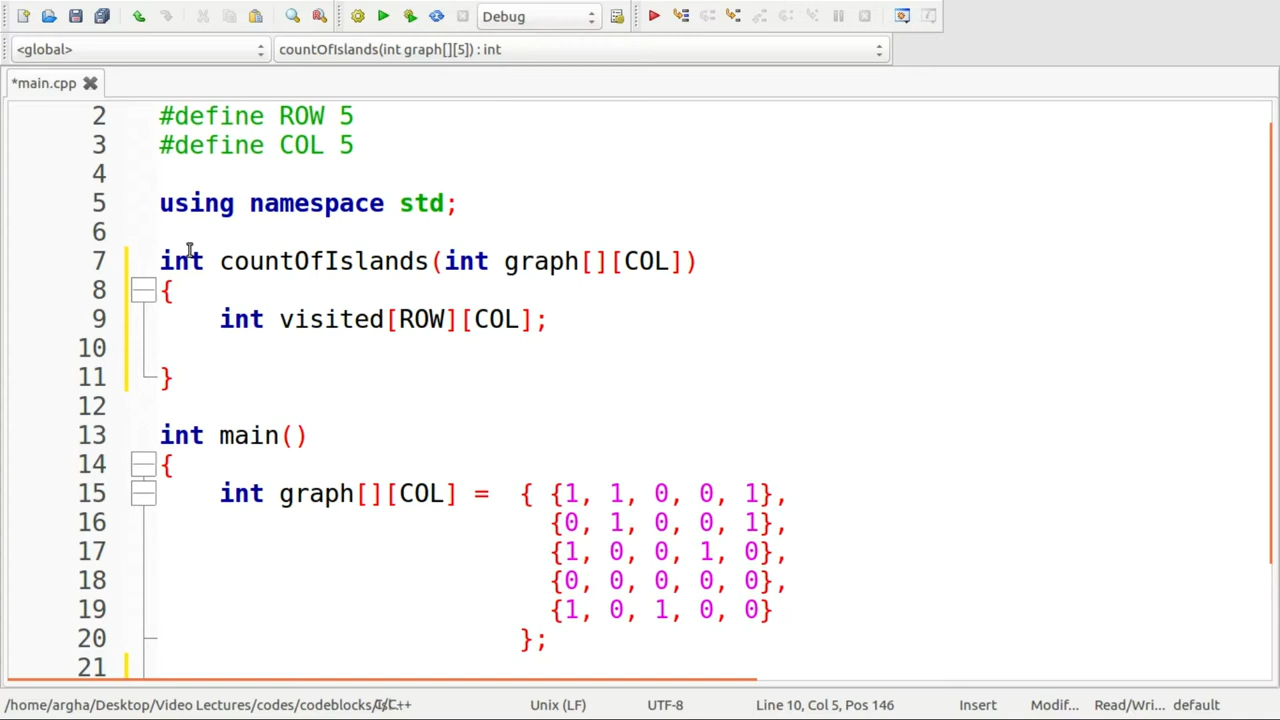 Debug
<global>
countOfIslands(int graph[][5]) : int
*main.cpp
2 #define ROW 5
3 #define COL 5
4
5 using namespace std;
6
7 int countOfIslands(int graph[][COL])
8 {
9 int visited[ROW][COL];
10
11 }
12
13 int main()
14 {
15 int graph[][COL] = { {1, 1, 0, 0, 1},
16 {0, 1, 0, 0, 1},
17 {1, 0, 0, 1, 0},
18 {0, 0, 0, 0, 0},
19 {1, 0, 1, 0, 0}
20 };
21
/home/argha/Desktop/Video Lectures/codes/codeblocks/
C/C++
Unix (LF)
UTF-8
Line 10, Col 5, Pos 146
Insert
Modif...
Read/Wri...
default